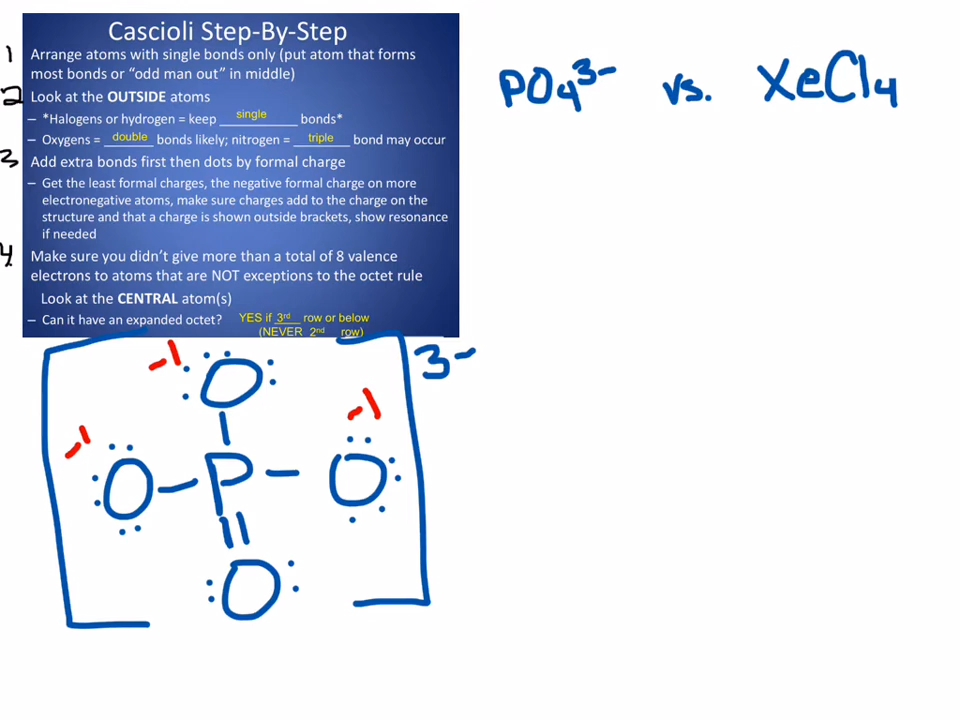 Cascioli Step-By-Step
1 Arrange atoms with single bonds only (put atom that forms
most bonds or “odd man out” in middle)
2 Look at the OUTSIDE atoms
– *Halogens or hydrogen = keep single bonds*
– Oxygens = double bonds likely; nitrogen = triple bond may occur
3 Add extra bonds first then dots by formal charge
– Get the least formal charges, the negative formal charge on more
electronegative atoms, make sure charges add to the charge on the
structure and that a charge is shown outside brackets, show resonance
if needed
4 Make sure you didn’t give more than a total of 8 valence
electrons to atoms that are NOT exceptions to the octet rule
Look at the CENTRAL atom(s)
– Can it have an expanded octet? YES if 3rd row or below
(NEVER 2nd row)
PO₄³⁻ vs. XeCl₄
3-
-1 O
-1 O - P - O -1
O